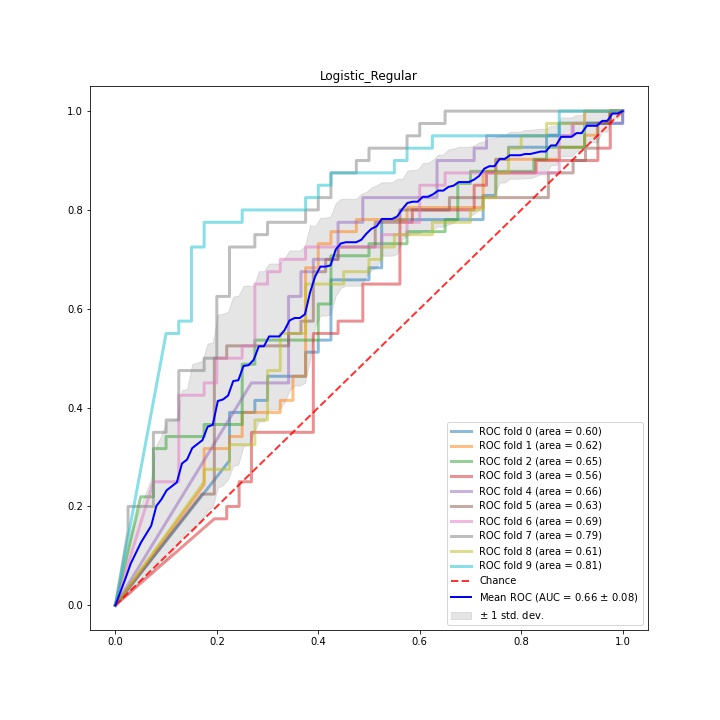 Logistic_Regular
1.0
0.8
0.6
0.4
0.2
0.0
0.0 0.2 0.4 0.6 0.8 1.0
ROC fold 0 (area = 0.60)
ROC fold 1 (area = 0.62)
ROC fold 2 (area = 0.65)
ROC fold 3 (area = 0.56)
ROC fold 4 (area = 0.66)
ROC fold 5 (area = 0.63)
ROC fold 6 (area = 0.69)
ROC fold 7 (area = 0.79)
ROC fold 8 (area = 0.61)
ROC fold 9 (area = 0.81)
Chance
Mean ROC (AUC = 0.66 ± 0.08)
± 1 std. dev.